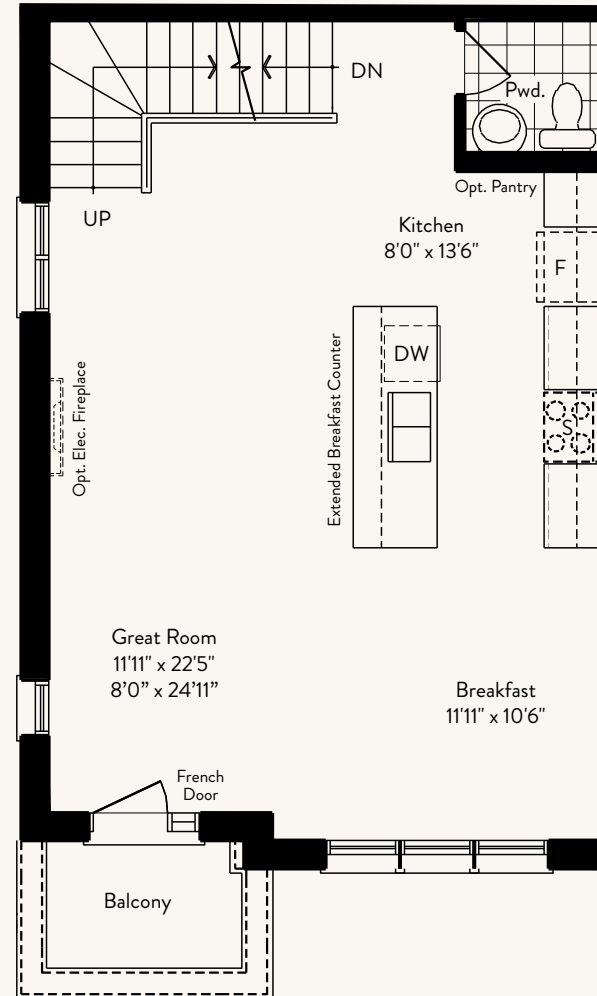 DN
Pwd.
UP
Opt. Pantry
Kitchen
8'0" x 13'6"
F
DW
Extended Breakfast Counter
Opt. Elec. Fireplace
S
Great Room
11'11" x 22'5"
8'0” x 24’11”
Breakfast
11'11" x 10'6"
French
Door
Balcony